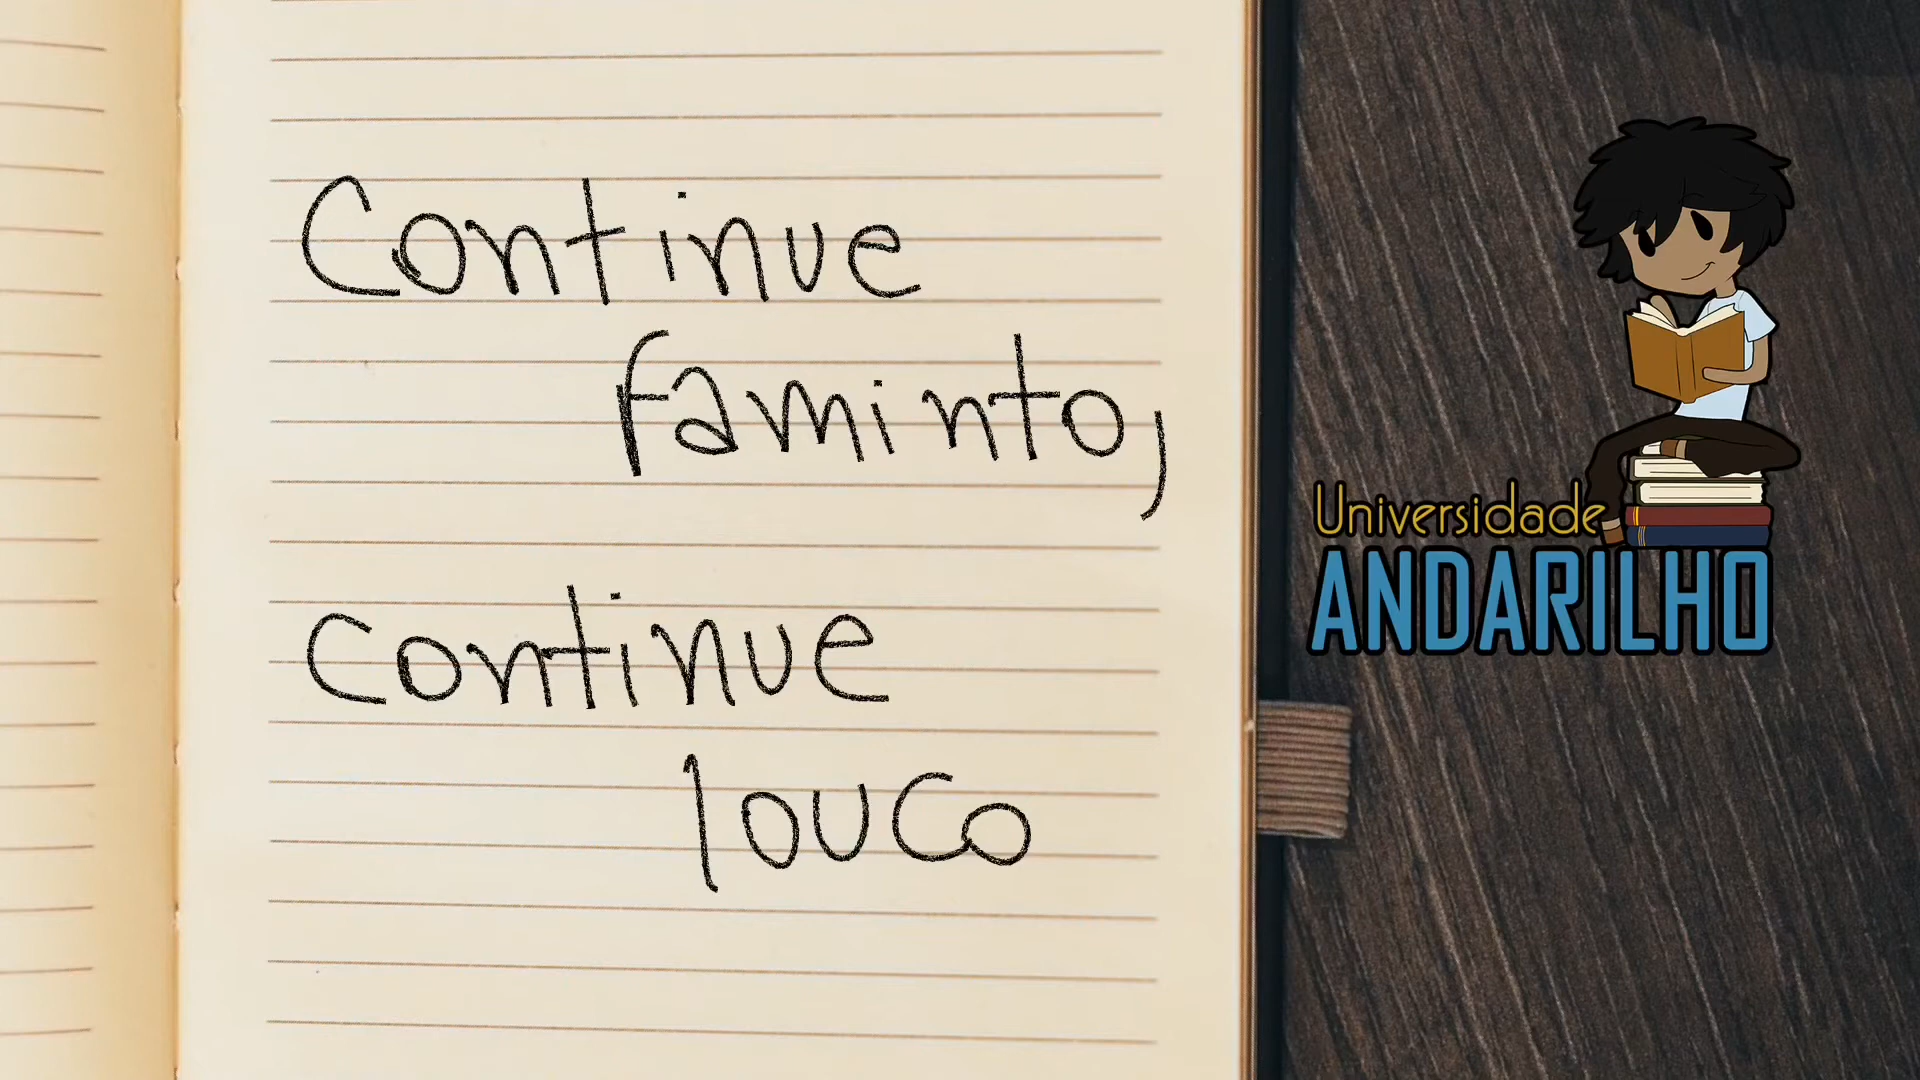 Continue
faminto,
continue
louco
Universidade
ANDARILHO